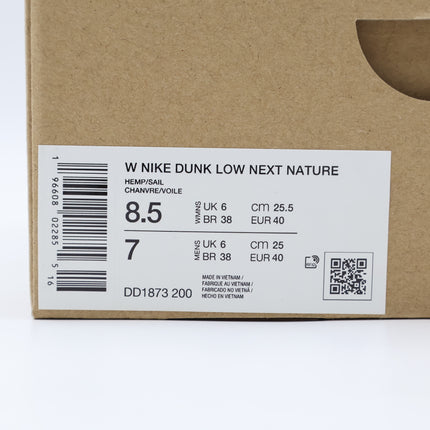 W NIKE DUNK LOW NEXT NATURE
HEMP/SAIL
CHANVRE/VOILE
8.5 WMNS UK 6 CM 25.5
BR 38 EUR 40
7 MENS UK 6 CM 25
BR 38 EUR 40
MADE IN VIETNAM /
FABRIQUÉ AU VIETNAM /
FABRICADO NO VIETNÃ /
HECHO EN VIETNAM
DD1873 200
1 96608 02285 5 16